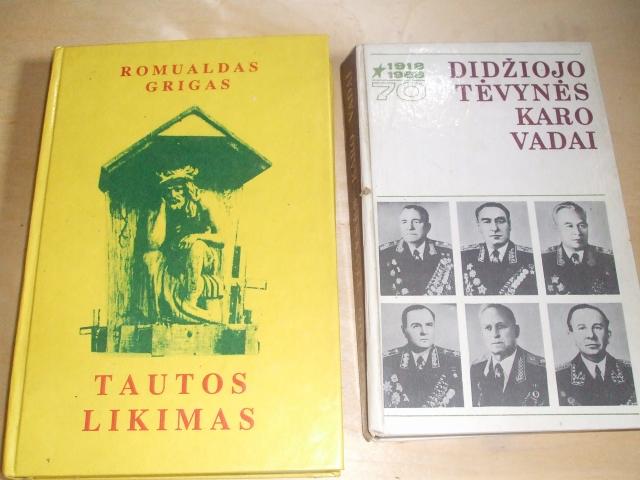 ROMUALDAS
GRIGAS
TAUTOS
LIKIMAS
1918
1988
70
DIDŽIOJO
TĖVYNĖS
KARO
VADAI